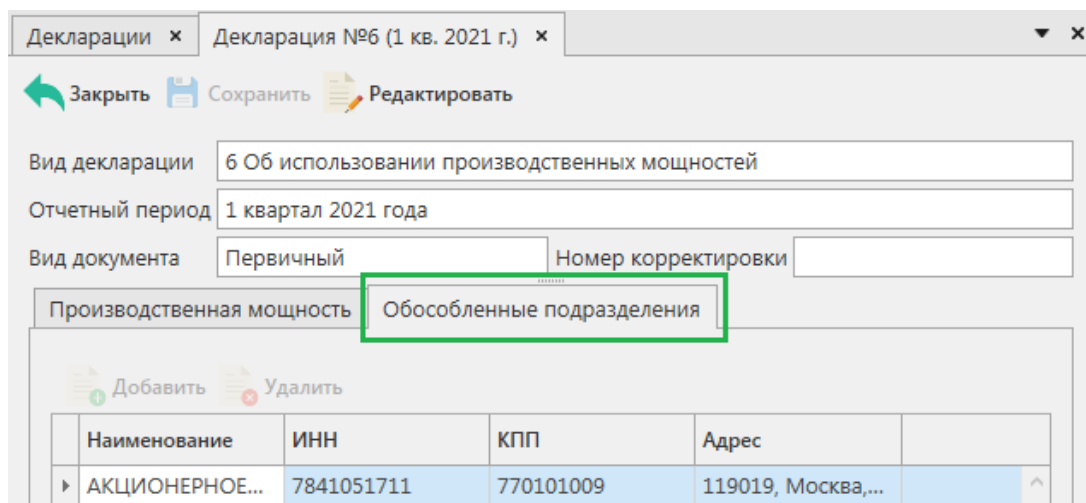 Декларации × Декларация №6 (1 кв. 2021 г.) ×
Закрыть Сохранить Редактировать
Вид декларации 6 Об использовании производственных мощностей
Отчетный период 1 квартал 2021 года
Вид документа Первичный Номер корректировки
Производственная мощность Обособленные подразделения
Добавить Удалить
Наименование ИНН КПП Адрес
АКЦИОНЕРНОЕ... 7841051711 770101009 119019, Москва,...